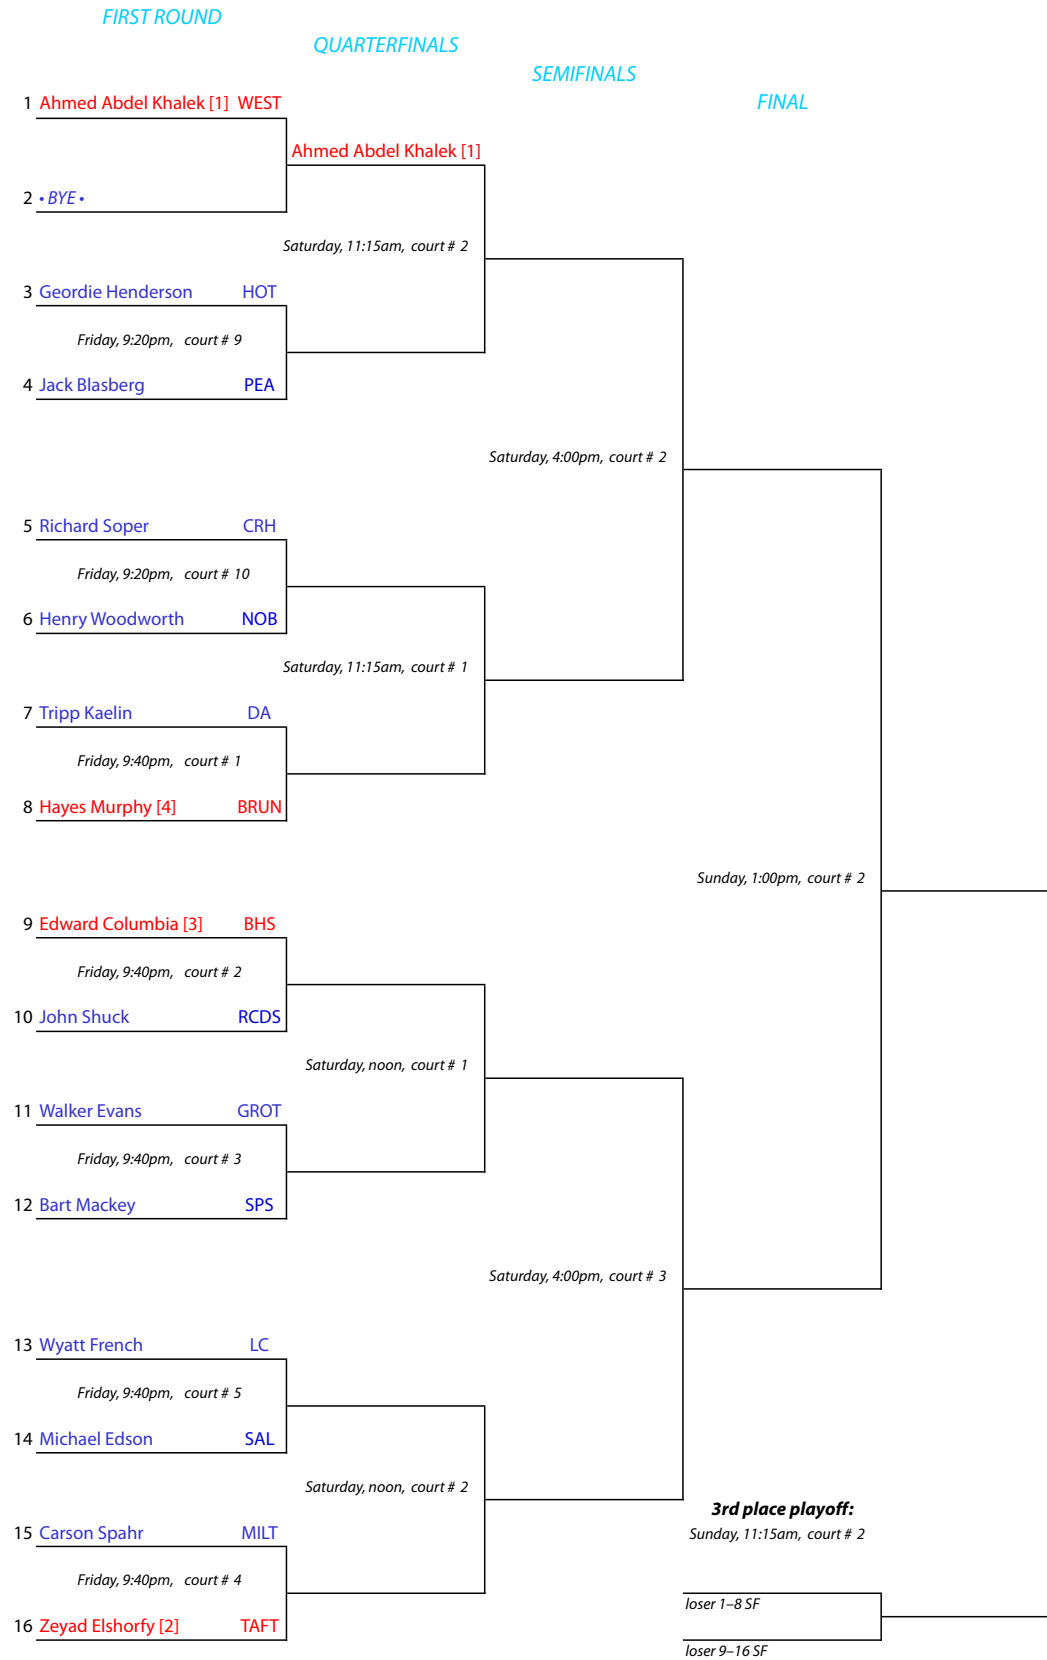 FIRST ROUND
QUARTERFINALS
SEMIFINALS
FINAL
1 Ahmed Abdel Khalek [1] WEST
Ahmed Abdel Khalek [1]
2 • BYE •
Saturday, 11:15am, court # 2
3 Geordie Henderson HOT
Friday, 9:20pm, court # 9
4 Jack Blasberg PEA
Saturday, 4:00pm, court # 2
5 Richard Soper CRH
Friday, 9:20pm, court # 10
6 Henry Woodworth NOB
Saturday, 11:15am, court # 1
7 Tripp Kaelin DA
Friday, 9:40pm, court # 1
8 Hayes Murphy [4] BRUN
Sunday, 1:00pm, court # 2
9 Edward Columbia [3] BHS
Friday, 9:40pm, court # 2
10 John Shuck RCDS
Saturday, noon, court # 1
11 Walker Evans GROT
Friday, 9:40pm, court # 3
12 Bart Mackey SPS
Saturday, 4:00pm, court # 3
13 Wyatt French LC
Friday, 9:40pm, court # 5
14 Michael Edson SAL
Saturday, noon, court # 2
3rd place playoff:
15 Carson Spahr MILT
Sunday, 11:15am, court # 2
Friday, 9:40pm, court # 4
loser 1–8 SF
16 Zeyad Elshorfy [2] TAFT
loser 9–16 SF